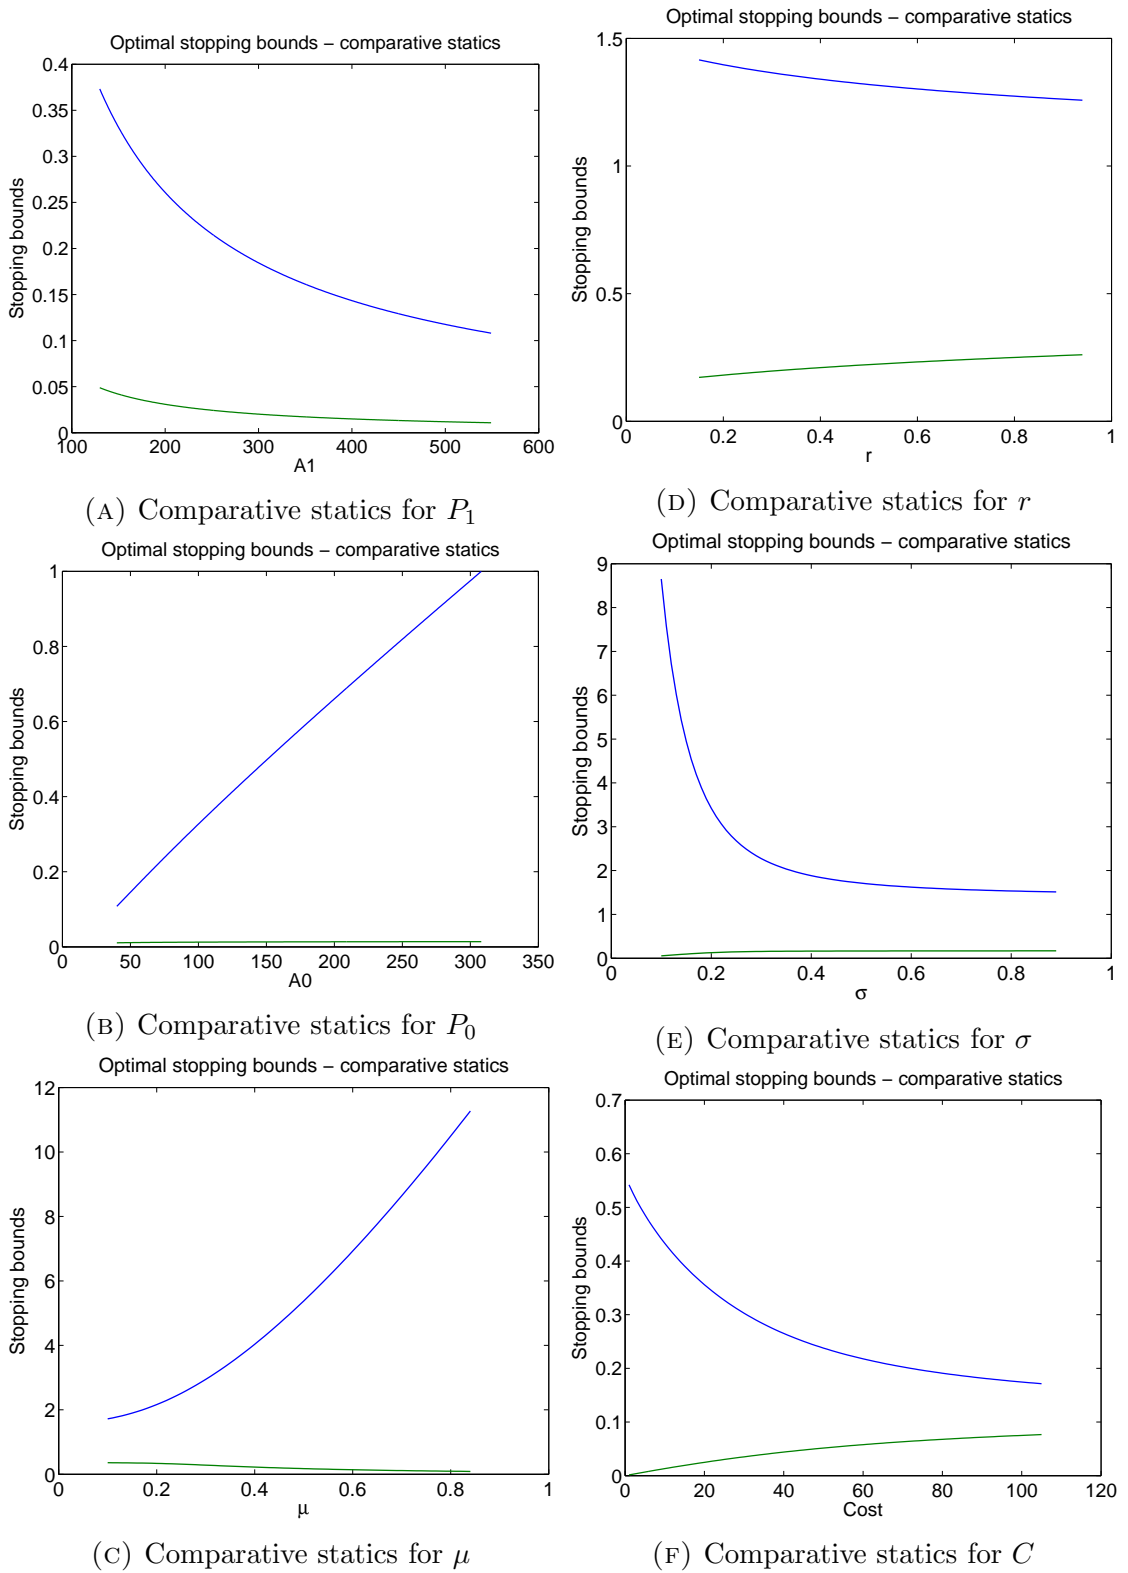 Optimal stopping bounds – comparative statics
0.4
0.35
0.3
0.25
0.2
0.15
0.1
0.05
0
Stopping bounds
100 200 300 400 500 600
A1
(A) Comparative statics for P₁
Optimal stopping bounds – comparative statics
1
0.8
0.6
0.4
0.2
0
Stopping bounds
0 50 100 150 200 250 300 350
A0
(B) Comparative statics for P₀
Optimal stopping bounds – comparative statics
12
10
8
6
4
2
0
Stopping bounds
0 0.2 0.4 0.6 0.8 1
μ
(C) Comparative statics for μ
Optimal stopping bounds – comparative statics
1.5
1
0.5
0
Stopping bounds
0 0.2 0.4 0.6 0.8 1
r
(D) Comparative statics for r
Optimal stopping bounds – comparative statics
9
8
7
6
5
4
3
2
1
0
Stopping bounds
0 0.2 0.4 0.6 0.8 1
σ
(E) Comparative statics for σ
Optimal stopping bounds – comparative statics
0.7
0.6
0.5
0.4
0.3
0.2
0.1
0
Stopping bounds
0 20 40 60 80 100 120
Cost
(F) Comparative statics for C